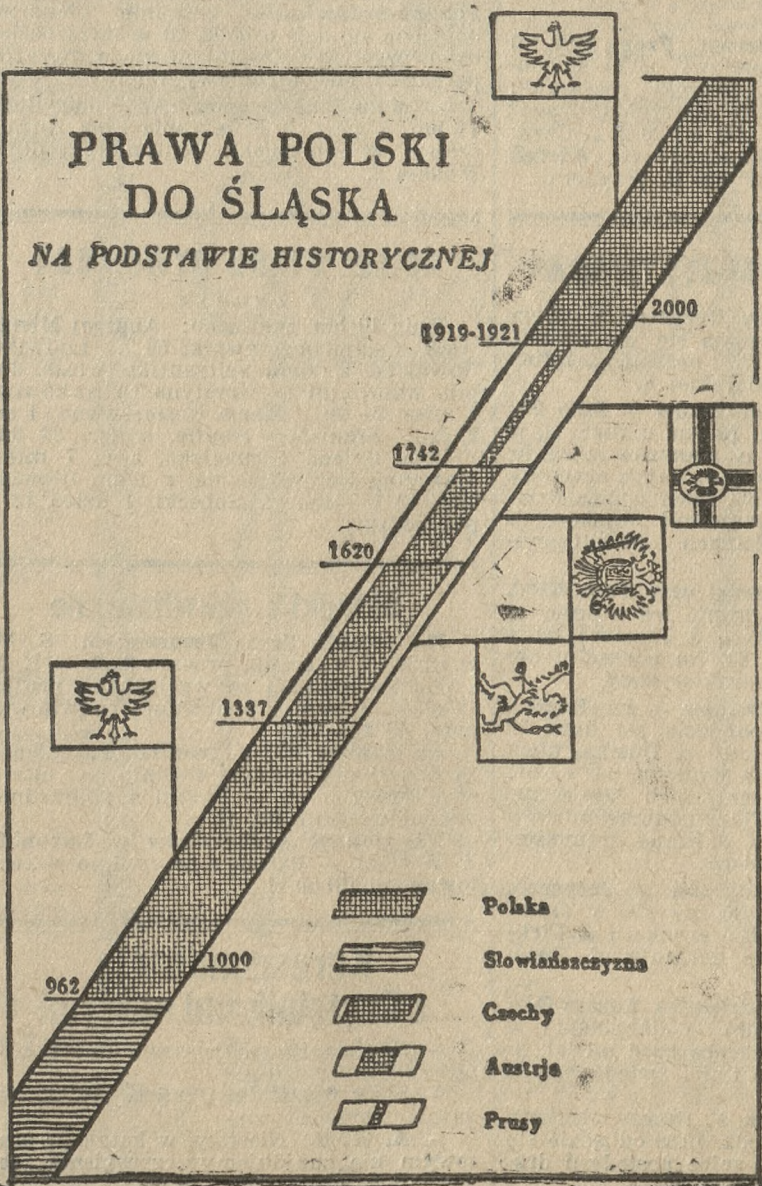 PRAWA POLSKI
DO ŚLĄSKA
NA PODSTAWIE HISTORYCZNEJ
2000
1919-1921
1742
1620
1337
1000
962
Polska
Słowiańszczyzna
Czechy
Austrja
Prusy